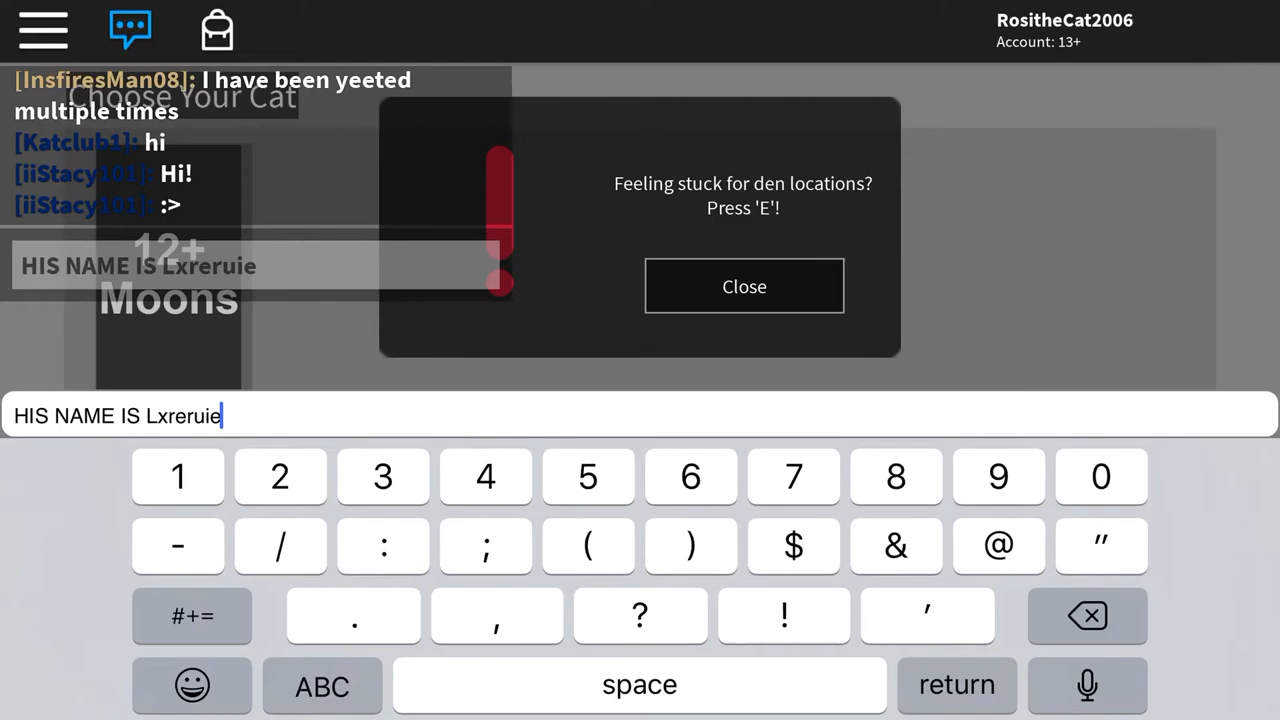 RositheCat2006
Account: 13+
[InsfiresMan08]: I have been yeeted
multiple times
Choose Your Cat
[Katclub1]: hi
[iiStacy101]: Hi!
[iiStacy101]: :>
HIS NAME IS Lxreruie
12+
Moons
Feeling stuck for den locations?
Press 'E'!
Close
HIS NAME IS Lxreruie
1 2 3 4 5 6 7 8 9 0
- / : ; ( ) $ & @ "
#+= . , ? ! '
ABC space return